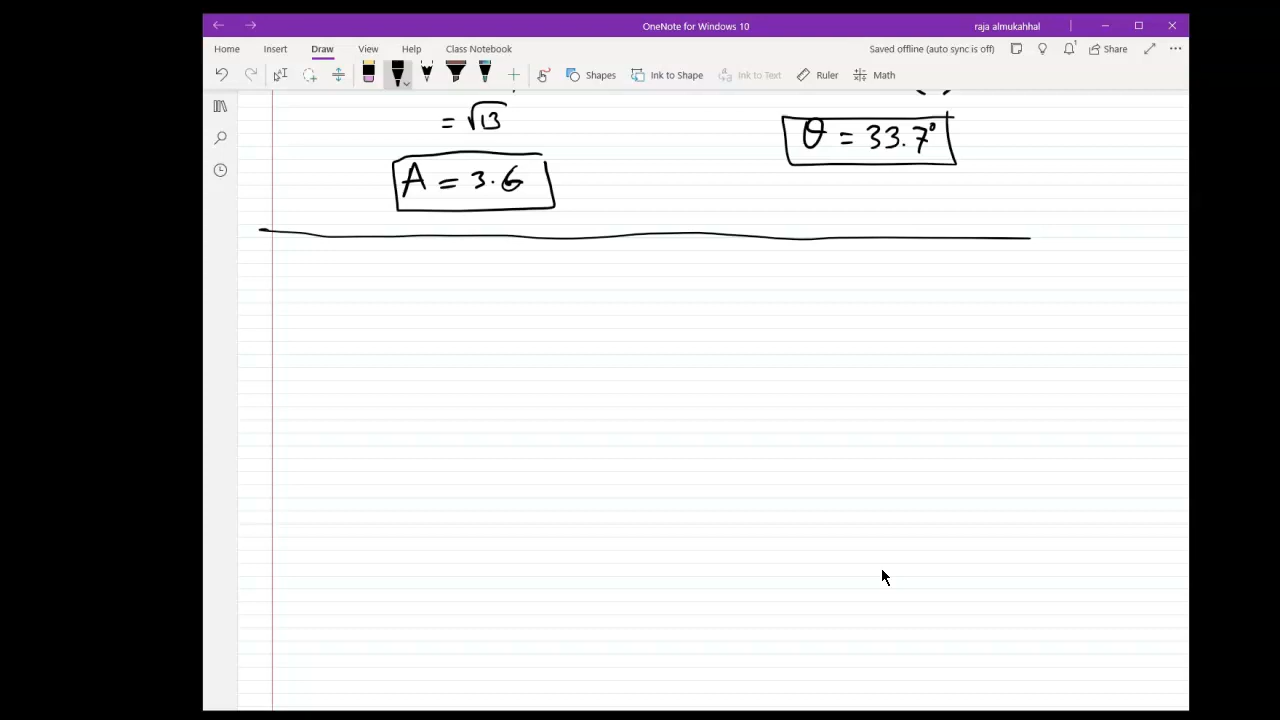 OneNote for Windows 10
raja almukahhal
Home Insert Draw View Help Class Notebook
Saved offline (auto sync is off)
Share
Shapes Ink to Shape Ink to Text Ruler Math
= √13
θ = 33.7°
A = 3.6